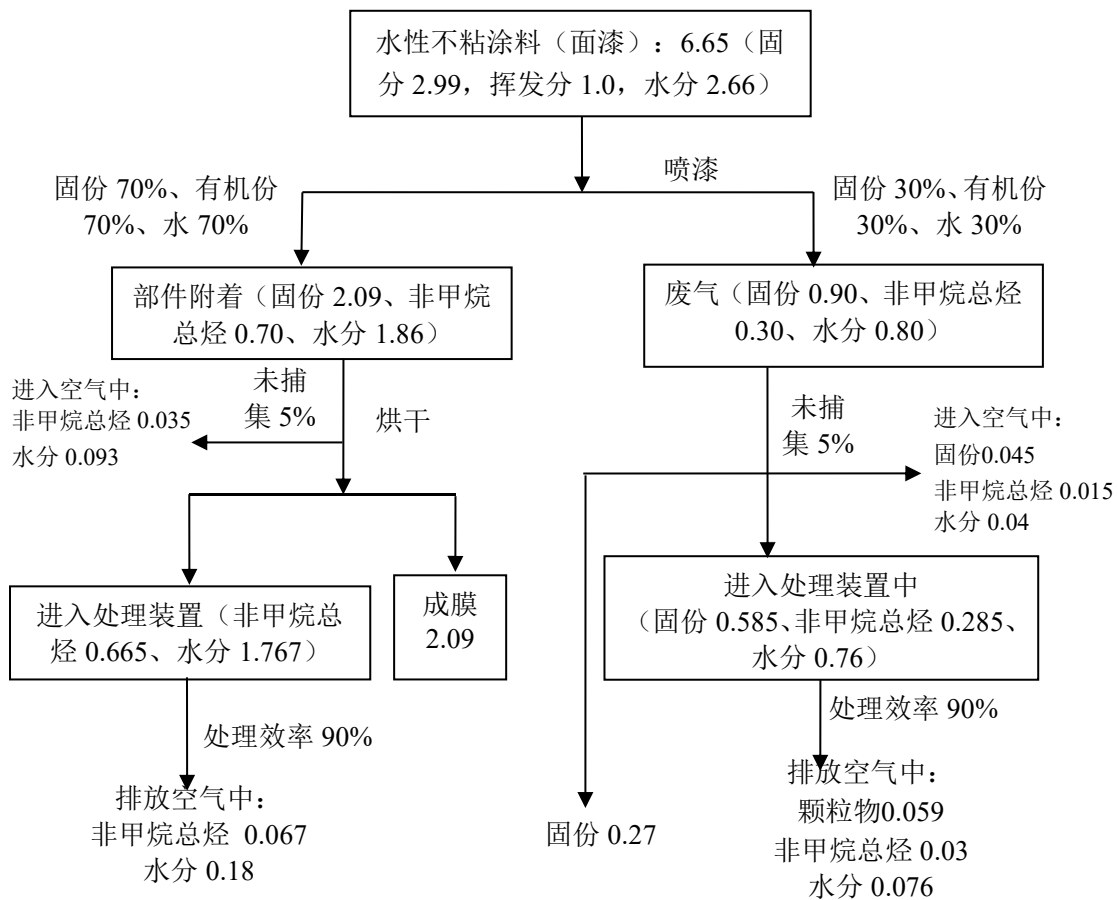 水性不粘涂料（面漆）：6.65（固
分 2.99，挥发分 1.0，水分 2.66）
喷漆
固份 70%、有机份
70%、水 70%
固份 30%、有机份
30%、水 30%
部件附着（固份 2.09、非甲烷
总烃 0.70、水分 1.86）
废气（固份 0.90、非甲烷总烃
0.30、水分 0.80）
进入空气中：
非甲烷总烃 0.035
水分 0.093
未捕
集 5%
烘干
未捕
集 5%
进入空气中：
固份0.045
非甲烷总烃 0.015
水分 0.04
进入处理装置（非甲烷总
烃 0.665、水分 1.767）
成膜
2.09
进入处理装置中
（固份 0.585、非甲烷总烃 0.285、
水分 0.76）
处理效率 90%
处理效率 90%
排放空气中：
非甲烷总烃 0.067
水分 0.18
固份 0.27
排放空气中：
颗粒物0.059
非甲烷总烃 0.03
水分 0.076